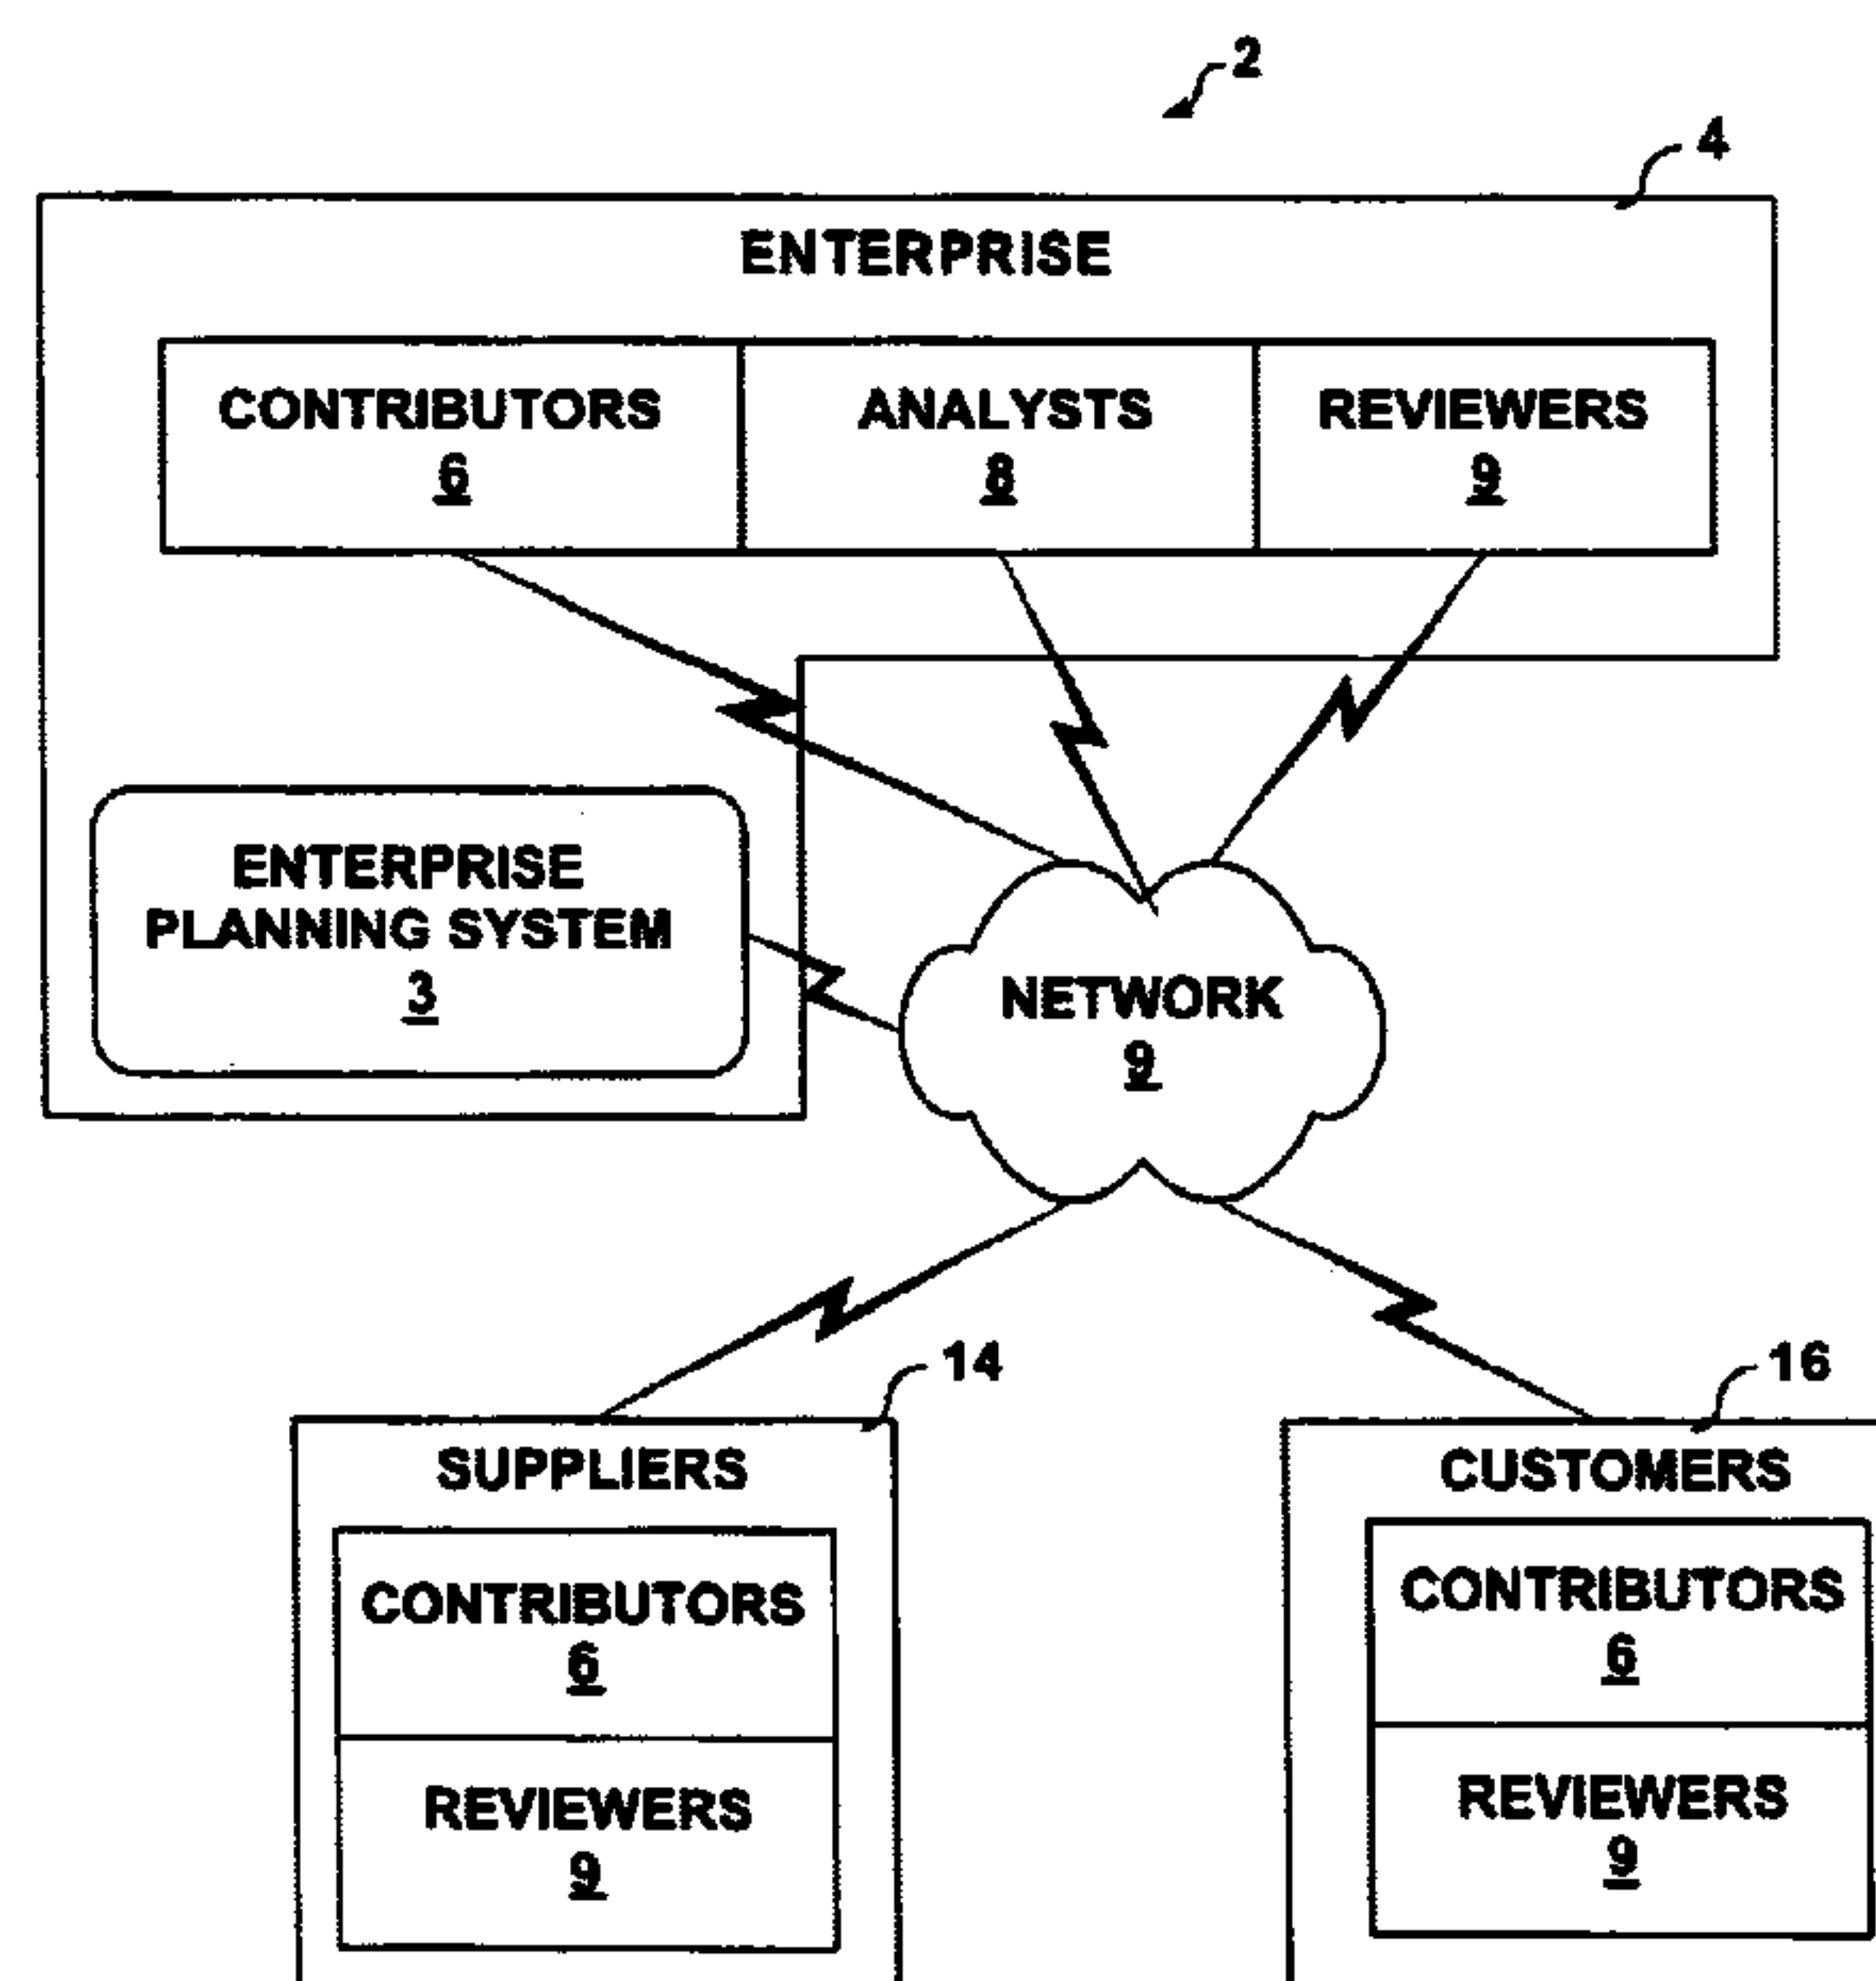 2
4
ENTERPRISE
CONTRIBUTORS
6
ANALYSTS
8
REVIEWERS
9
ENTERPRISE
PLANNING SYSTEM
3
NETWORK
9
14
SUPPLIERS
CONTRIBUTORS
6
REVIEWERS
9
16
CUSTOMERS
CONTRIBUTORS
6
REVIEWERS
9